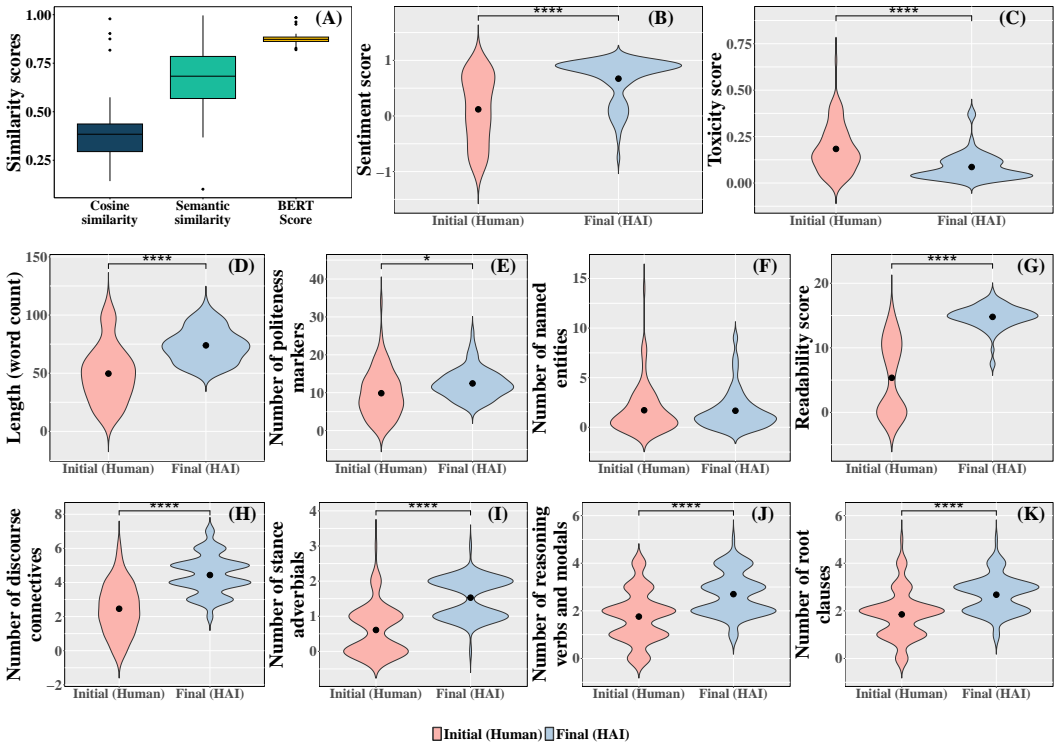 (A)
Similarity scores
1.00
0.75
0.50
0.25
Cosine
similarity
Semantic
similarity
BERT
Score
(B)
****
Sentiment score
1
0
−1
Initial (Human)
Final (HAI)
(C)
****
Toxicity score
0.75
0.50
0.25
0.00
Initial (Human)
Final (HAI)
(D)
****
Length (word count)
150
100
50
0
Initial (Human)
Final (HAI)
(E)
*
Number of politeness
markers
40
30
20
10
0
Initial (Human)
Final (HAI)
(F)
Number of named
entities
15
10
5
0
Initial (Human)
Final (HAI)
(G)
****
Readability score
20
10
0
Initial (Human)
Final (HAI)
(H)
****
Number of discourse
connectives
8
6
4
2
0
−2
Initial (Human)
Final (HAI)
(I)
****
Number of stance
adverbials
4
3
2
1
0
Initial (Human)
Final (HAI)
(J)
****
Number of reasoning
verbs and modals
6
4
2
0
Initial (Human)
Final (HAI)
(K)
****
Number of root
clauses
6
4
2
0
Initial (Human)
Final (HAI)
Initial (Human) Final (HAI)